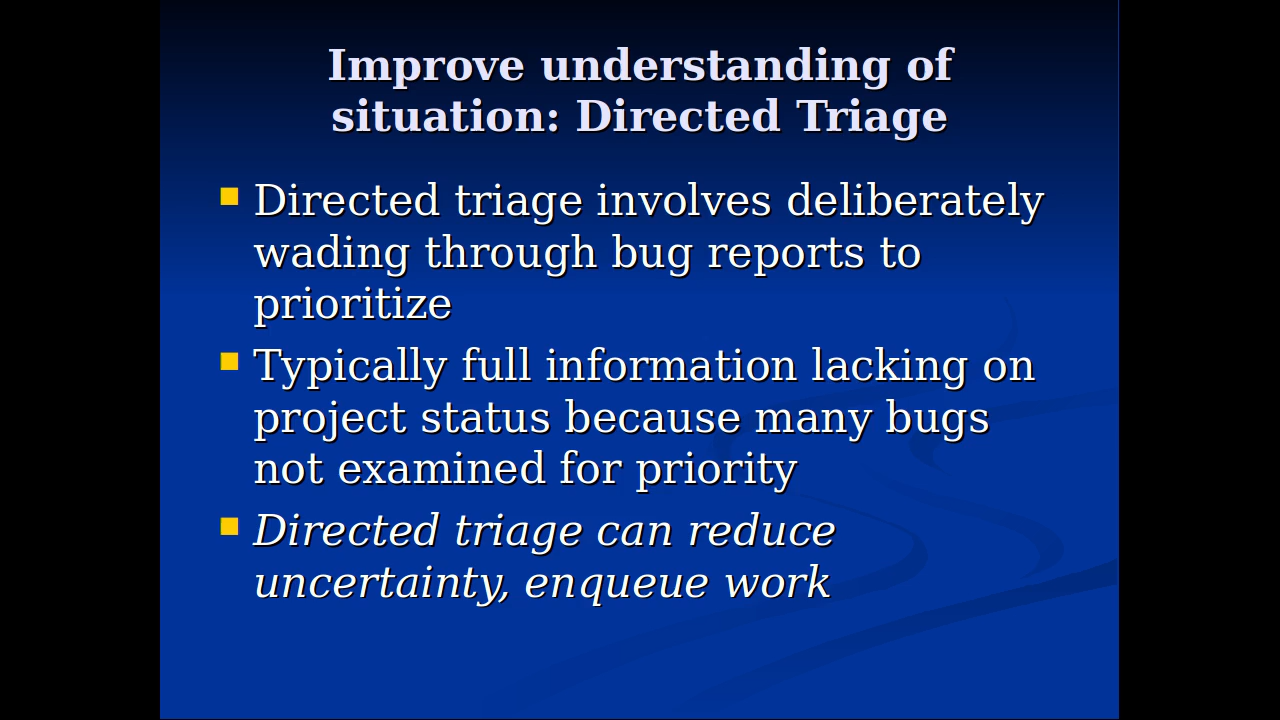 Improve understanding of
situation: Directed Triage
Directed triage involves deliberately
wading through bug reports to
prioritize
Typically full information lacking on
project status because many bugs
not examined for priority
Directed triage can reduce
uncertainty, enqueue work